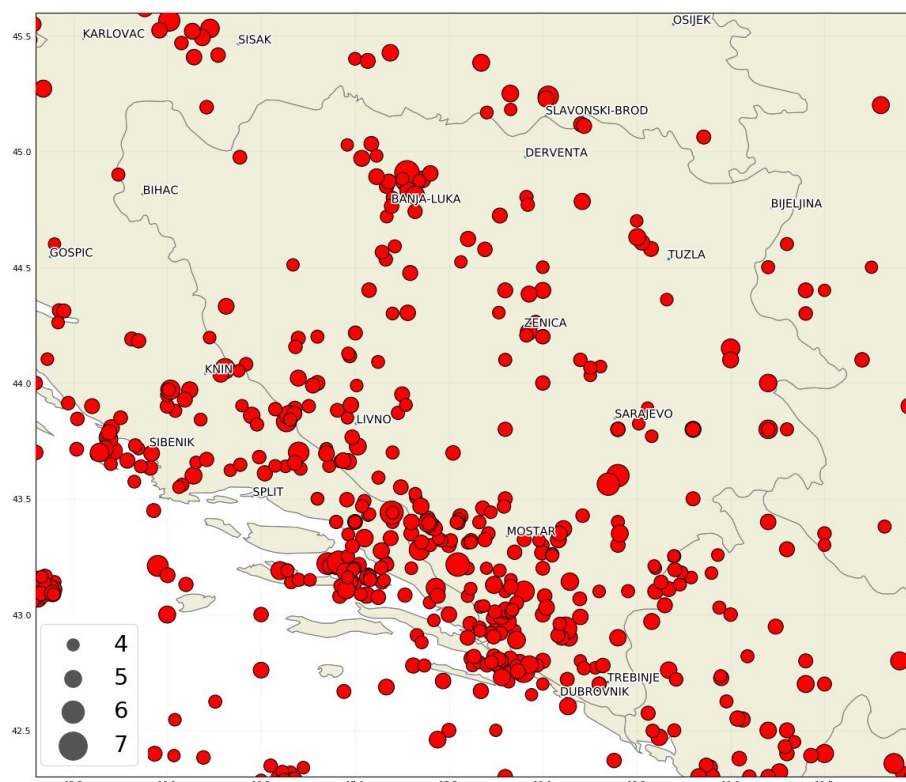 OSIJEK
45.5
KARLOVAC
SISAK
SLAVONSKI-BROD
45.0
DERVENTA
BIHAC
BANJA-LUKA
BIJELJINA
GOSPIC
TUZLA
44.5
ZENICA
KNIN
44.0
LIVNO
SARAJEVO
SIBENIK
SPLIT
43.5
MOSTAR
43.0
4
5
6
7
TREBINJE
DUBROVNIK
42.5